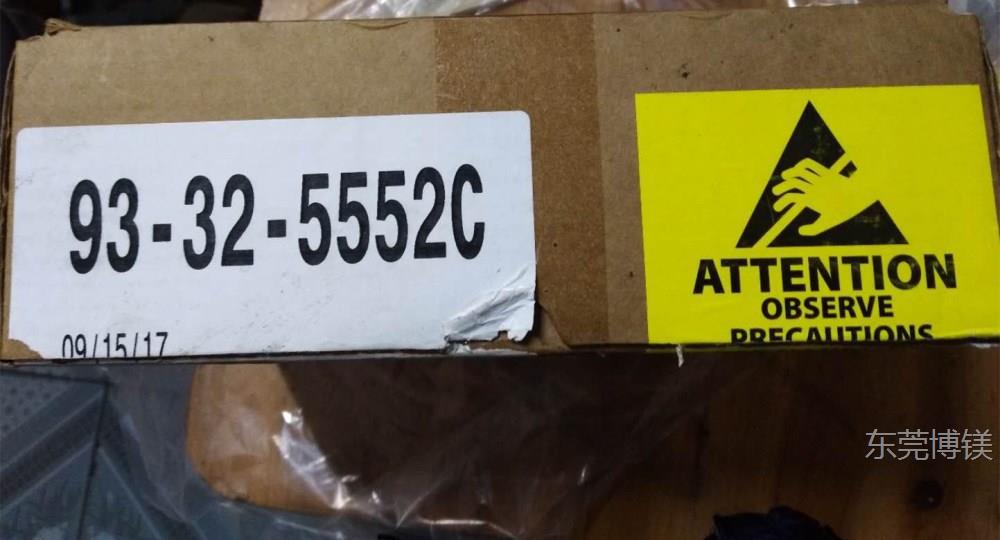 93-32-5552C
09/15/17
ATTENTION
OBSERVE
PRECAUTIONS
东莞博镁